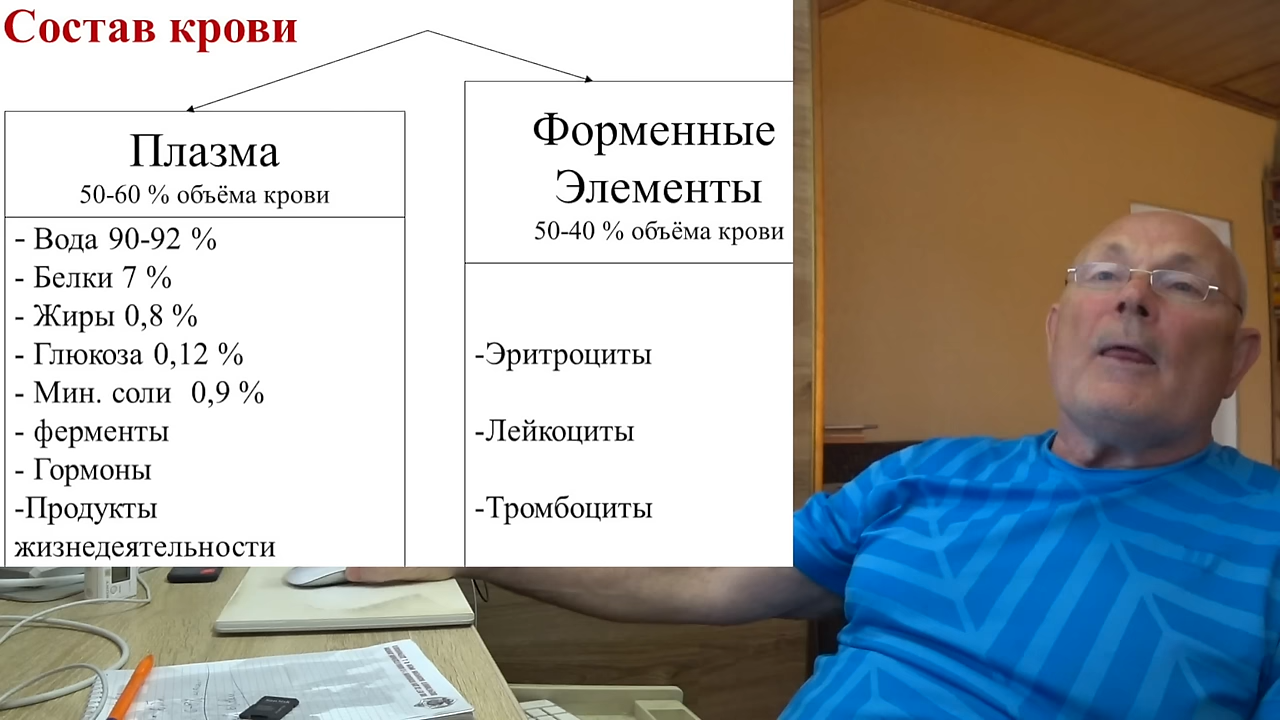 Состав крови
Плазма
50-60 % объёма крови
- Вода 90-92 %
- Белки 7 %
- Жиры 0,8 %
- Глюкоза 0,12 %
- Мин. соли 0,9 %
- ферменты
- Гормоны
-Продукты
жизнедеятельности
Форменные
Элементы
50-40 % объёма крови
-Эритроциты
-Лейкоциты
-Тромбоциты